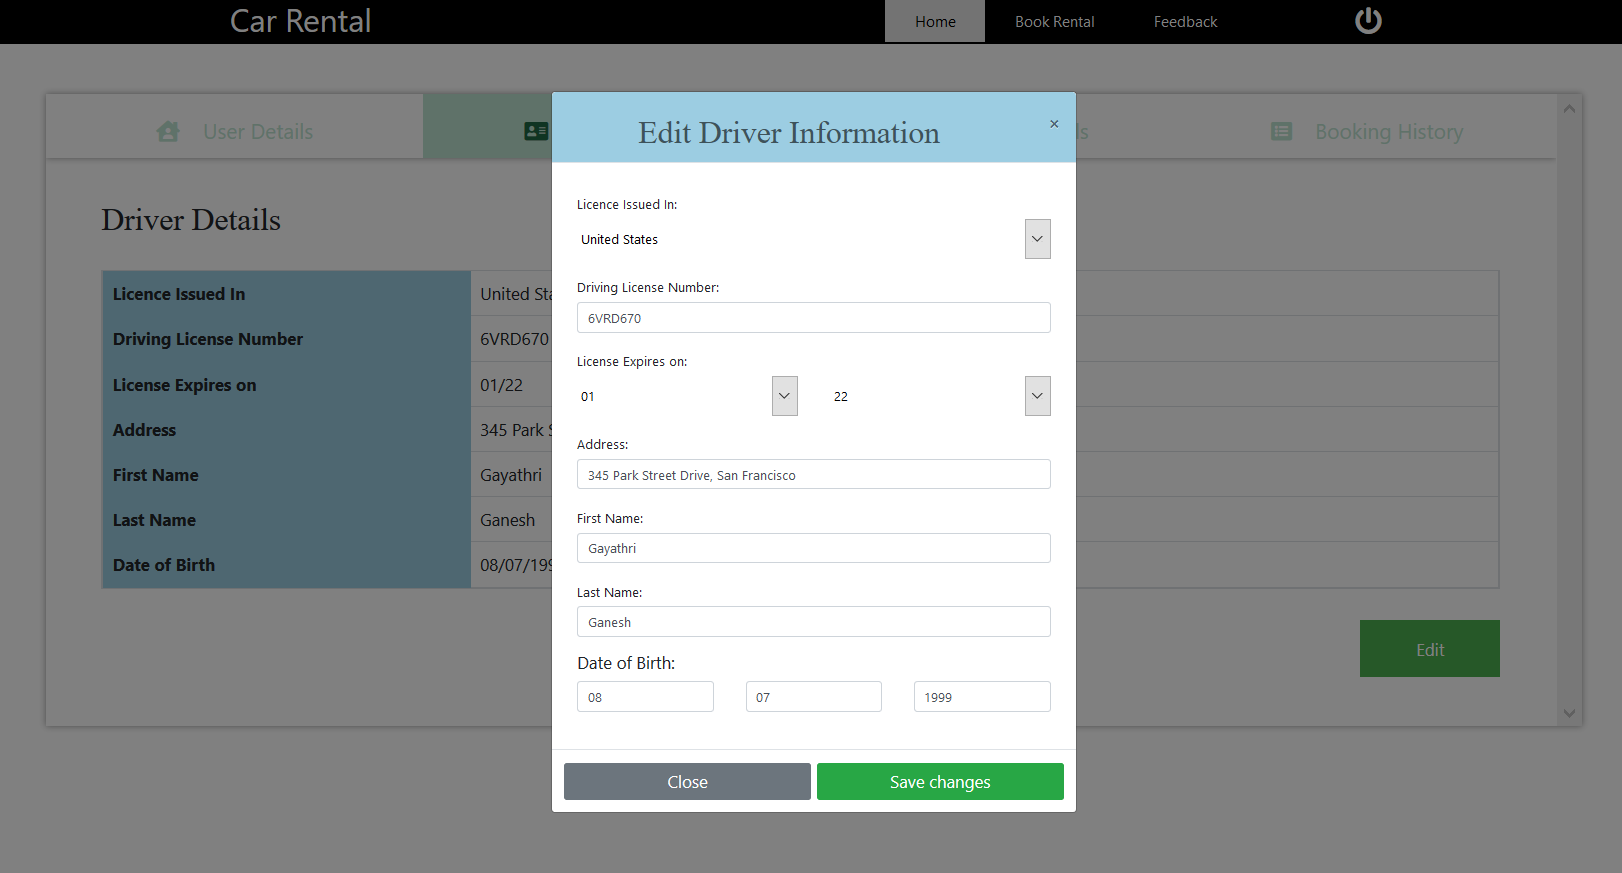 Car Rental
Home Book Rental Feedback
User Details
Booking History
Edit Driver Information
×
Driver Details
Licence Issued In United
Driving License Number 6VRD670
License Expires on 01/22
Address 345 Park
First Name Gayathri
Last Name Ganesh
Date of Birth 08/07/199
Edit
Licence Issued In:
United States
Driving License Number:
6VRD670
License Expires on:
01 22
Address:
345 Park Street Drive, San Francisco
First Name:
Gayathri
Last Name:
Ganesh
Date of Birth:
08 07 1999
Close Save changes